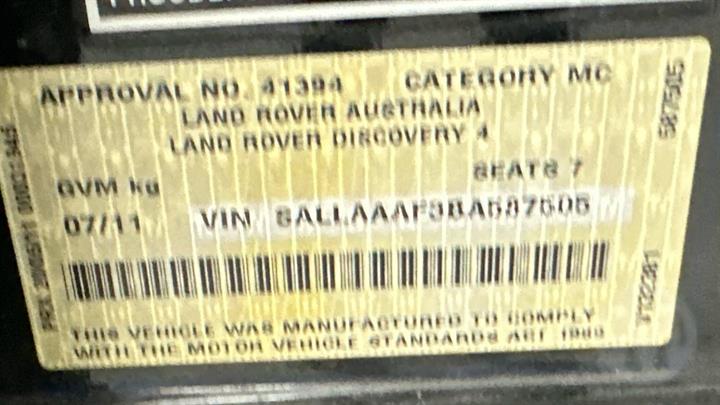 APPROVAL NO. 41394 CATEGORY MC
LAND ROVER AUSTRALIA
LAND ROVER DISCOVERY 4
SEATS 7
GVM kg
07/11 VIN SALLAAAF3BA587505
THIS VEHICLE WAS MANUFACTURED TO COMPLY
WITH THE MOTOR VEHICLE STANDARDS ACT 1989
587505